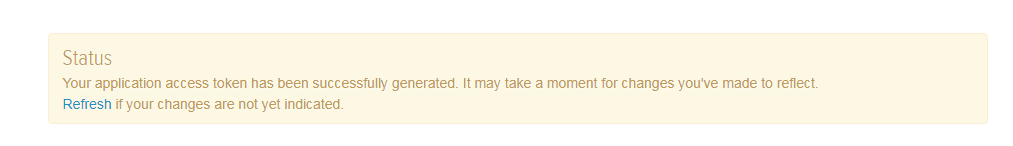 Status
Your application access token has been successfully generated. It may take a moment for changes you've made to reflect.
Refresh if your changes are not yet indicated.